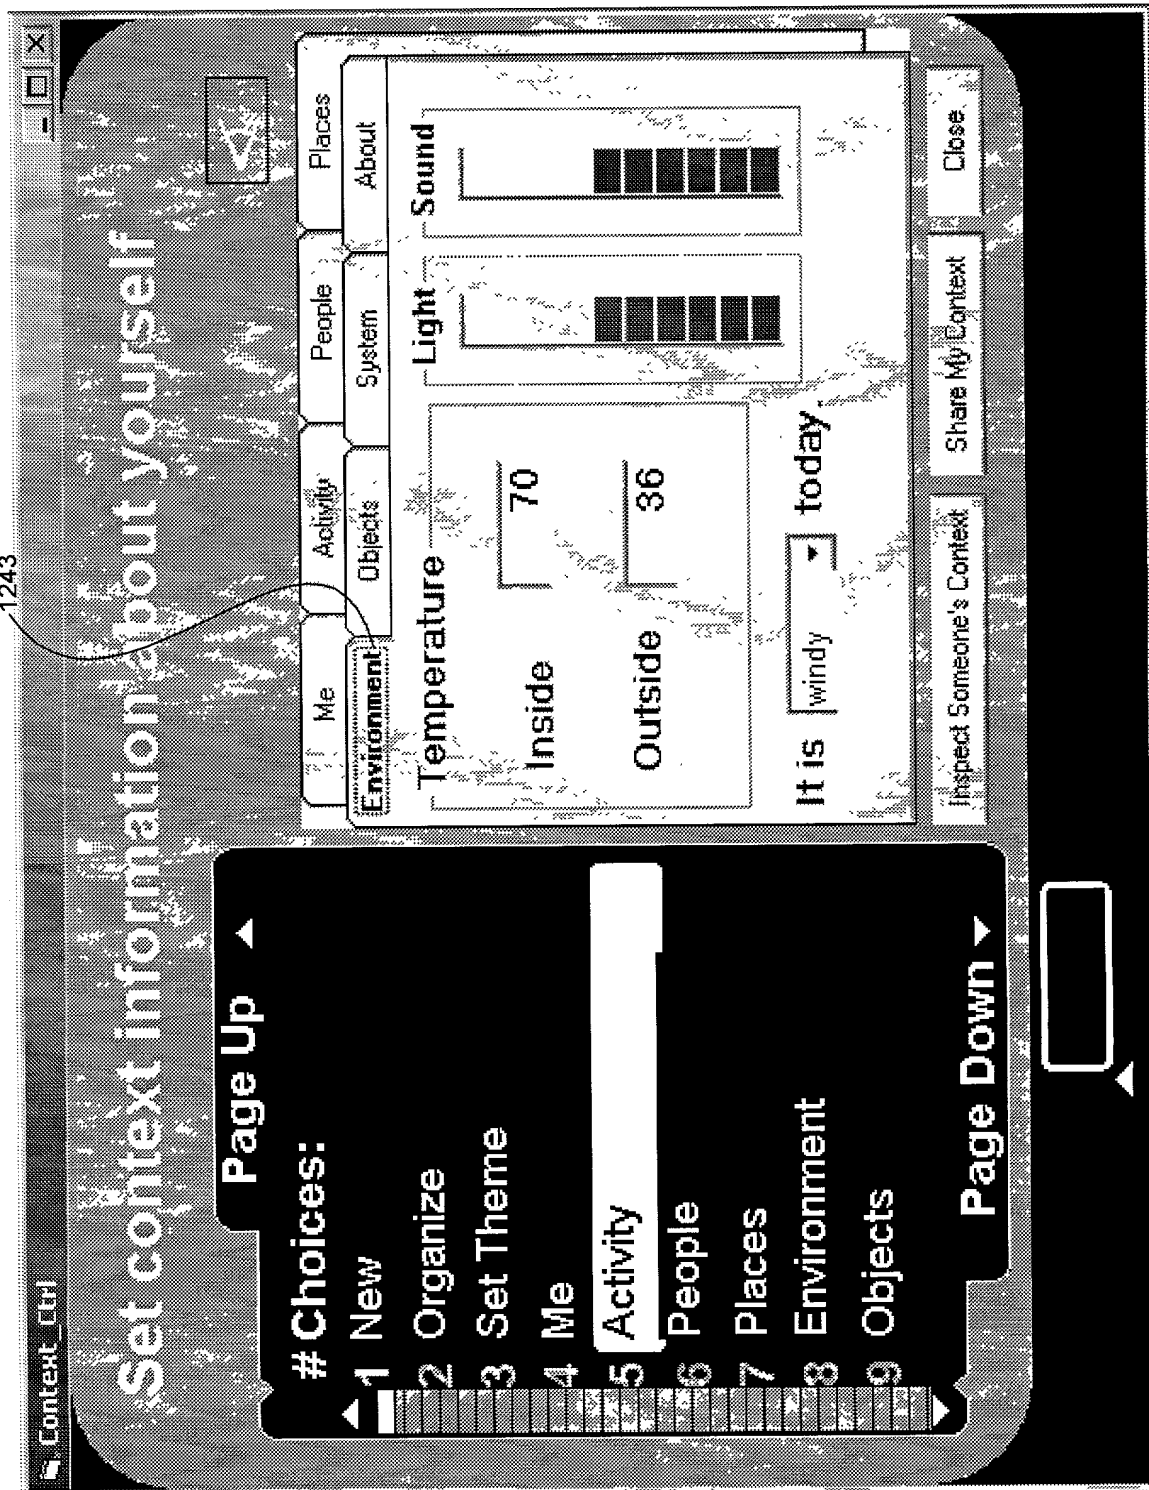 1243
Context_Ctrl
Set context information about yourself
Page Up
# Choices:
1 New
2 Organize
3 Set Theme
4 Me
5 Activity
6 People
7 Places
8 Environment
9 Objects
Page Down
Me Activity People Places
Environment Objects System About
Temperature
Inside 70
Outside 36
Light
Sound
It is windy today.
Inspect Someone's Context Share My Context Close